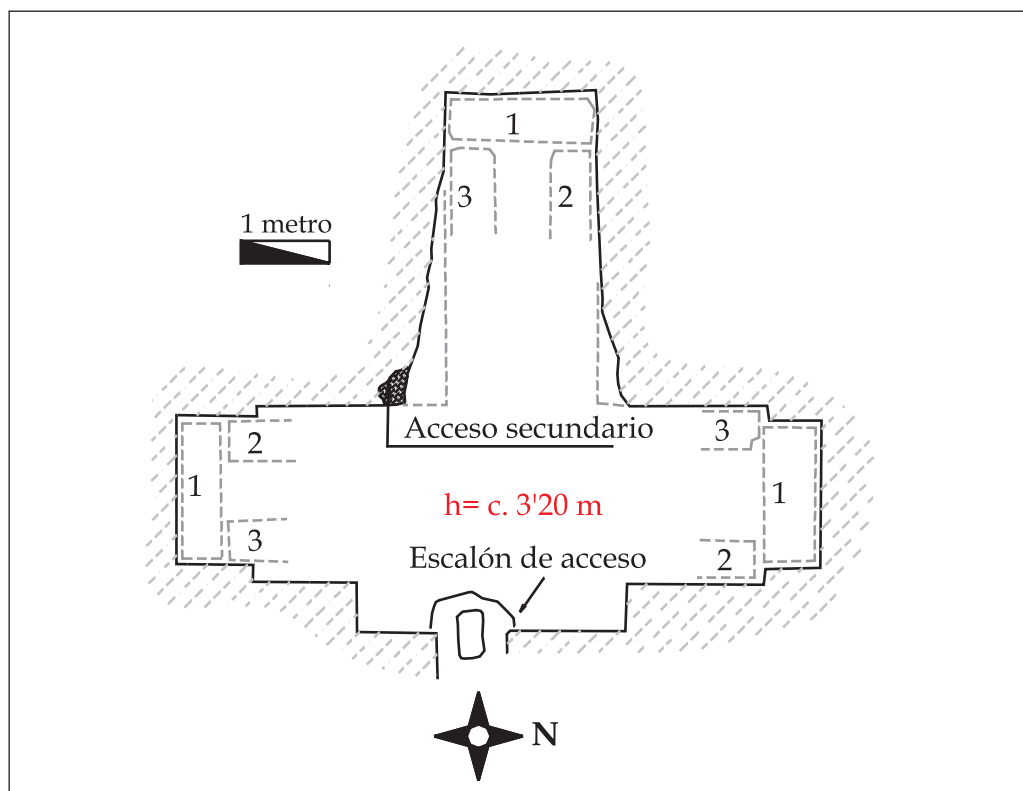 1
3
2
1 metro
Acceso secundario
2
3
1
1
h= c. 3'20 m
Escalón de acceso
3
2
N